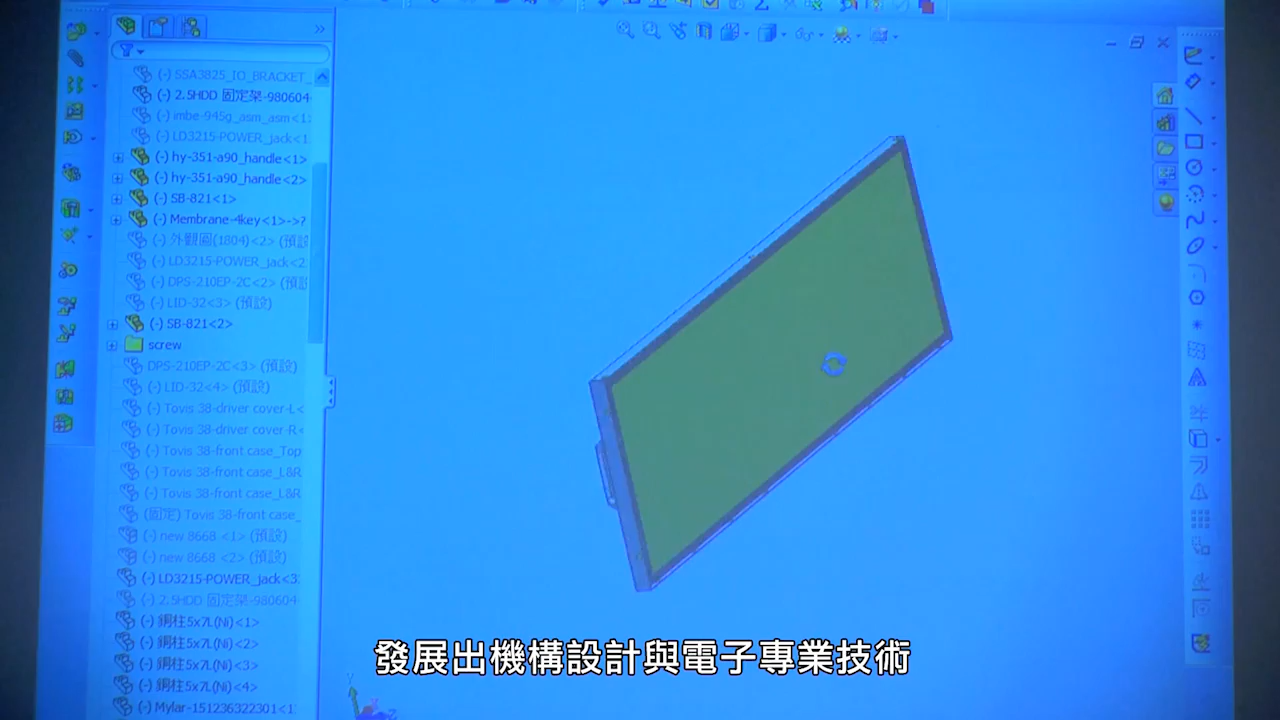 (-) SSA3825_IO_BRACKET_
(-) 2.5HDD 固定架-980604
(-) imbe-945g_asm_asm<1
(-) LD3215-POWER_jack<1
(-) hy-351-a90_handle<1>
(-) hy-351-a90_handle<2>
(-) SB-821<1>
(-) Membrane-4key<1>->?
(-) 外觀圖(1804)<2> (預設
(-) LD3215-POWER_jack<2
(-) DPS-210EP-2C<2> (預設
(-) LID-32<3> (預設)
(-) SB-821<2>
screw
DPS-210EP-2C<3> (預設)
(-) LID-32<4> (預設)
(-) Tovis 38-driver cover-L<
(-) Tovis 38-driver cover-R<
(-) Tovis 38-front case_Top
(-) Tovis 38-front case_L&R
(-) Tovis 38-front case_L&R
(固定) Tovis 38-front case_
(-) new 8668 <1> (預設)
(-) new 8668 <2> (預設)
(-) LD3215-POWER_jack<3
(-) 2.5HDD 固定架-980604
(-) 銅柱5x7L(Ni)<1>
(-) 銅柱5x7L(Ni)<2>
(-) 銅柱5x7L(Ni)<3>
(-) 銅柱5x7L(Ni)<4>
(-) Mylar-151236322301<1
發展出機構設計與電子專業技術